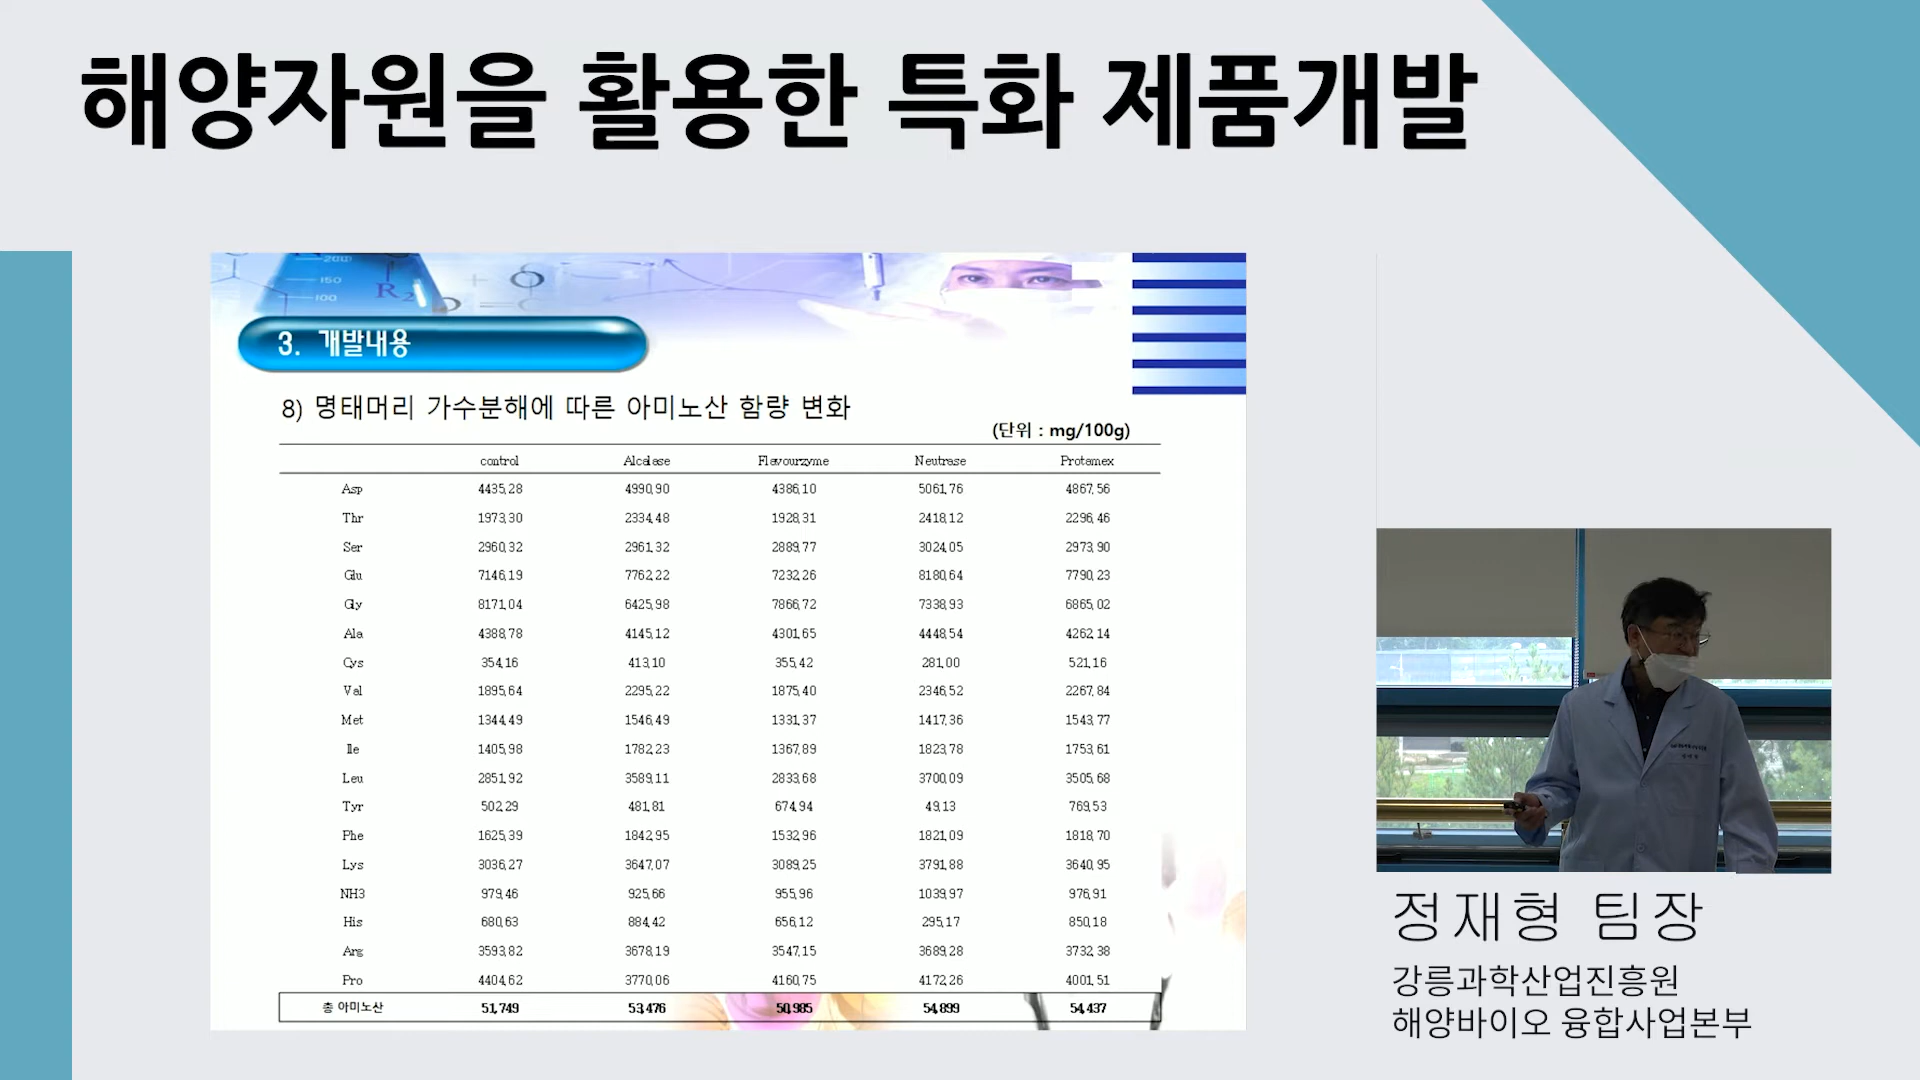 해양자원을 활용한 특화 제품개발
200
150
100
R2
3. 개발내용
8) 명태머리 가수분해에 따른 아미노산 함량 변화
(단위 : mg/100g)
control Alcalase Flavourzyme Neutrase Protamex
Asp 4435,28 4990,90 4386,10 5061,76 4867,56
Thr 1973,30 2334,48 1928,31 2418,12 2296,46
Ser 2960,32 2961,32 2889,77 3024,05 2973,90
Glu 7146,19 7762,22 7232,26 8180,64 7790,23
Gly 8171,04 6425,98 7866,72 7338,93 6865,02
Ala 4388,78 4145,12 4301,65 4448,54 4262,14
Cys 354,16 413,10 355,42 281,00 521,16
Val 1895,64 2295,22 1875,40 2346,52 2267,84
Met 1344,49 1546,49 1331,37 1417,36 1543,77
Ile 1405,98 1782,23 1367,89 1823,78 1753,61
Leu 2851,92 3589,11 2833,68 3700,09 3505,68
Tyr 502,29 481,81 674,94 49,13 769,53
Phe 1625,39 1842,95 1532,96 1821,09 1818,70
Lys 3036,27 3647,07 3089,25 3791,88 3640,95
NH3 979,46 925,66 955,96 1039,97 976,91
His 680,63 884,42 656,12 295,17 850,18
Arg 3593,82 3678,19 3547,15 3689,28 3732,38
Pro 4404,62 3770,06 4160,75 4172,26 4001,51
총 아미노산 51,749 53,476 50,985 54,899 54,437
정재형 팀장
강릉과학산업진흥원
해양바이오 융합사업본부